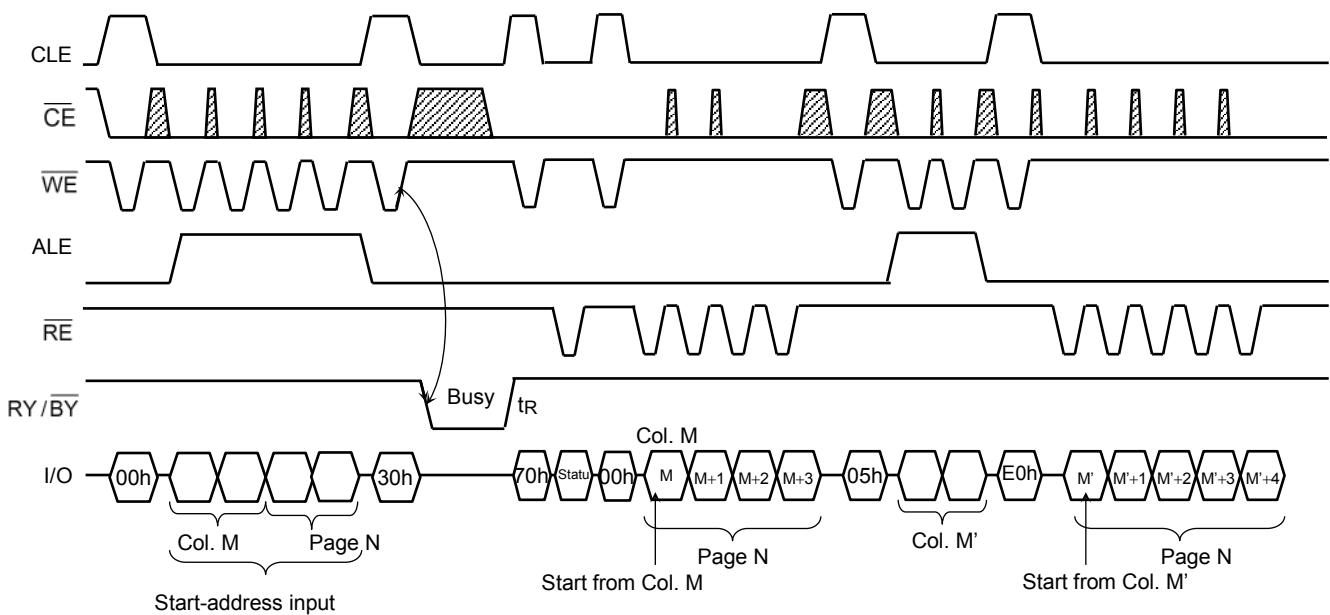 CLE
CE
WE
ALE
RE
RY / BY Busy tR
Col. M
I/O 00h 30h 70h Statu 00h M M+1 M+2 M+3 05h E0h M' M'+1 M'+2 M'+3 M'+4
Col. M Page N Page N Col. M' Page N
Start from Col. M Start from Col. M'
Start-address input